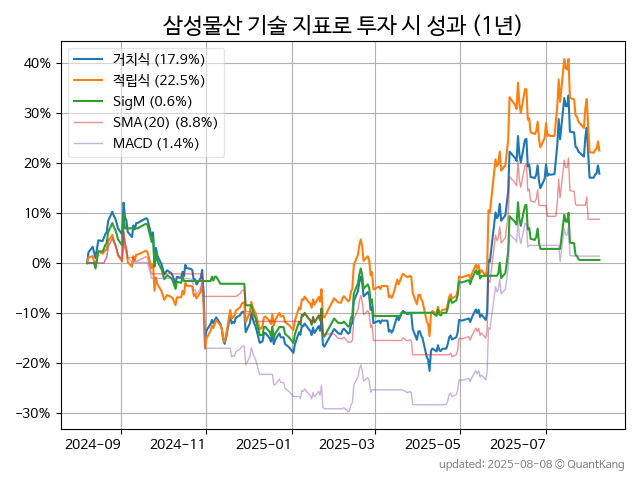 삼성물산 기술 지표로 투자 시 성과 (1년)
거치식 (17.9%)
적립식 (22.5%)
SigM (0.6%)
SMA(20) (8.8%)
MACD (1.4%)
40%
30%
20%
10%
0%
−10%
−20%
−30%
2024-09 2024-11 2025-01 2025-03 2025-05 2025-07
updated: 2025-08-08 © QuantKang